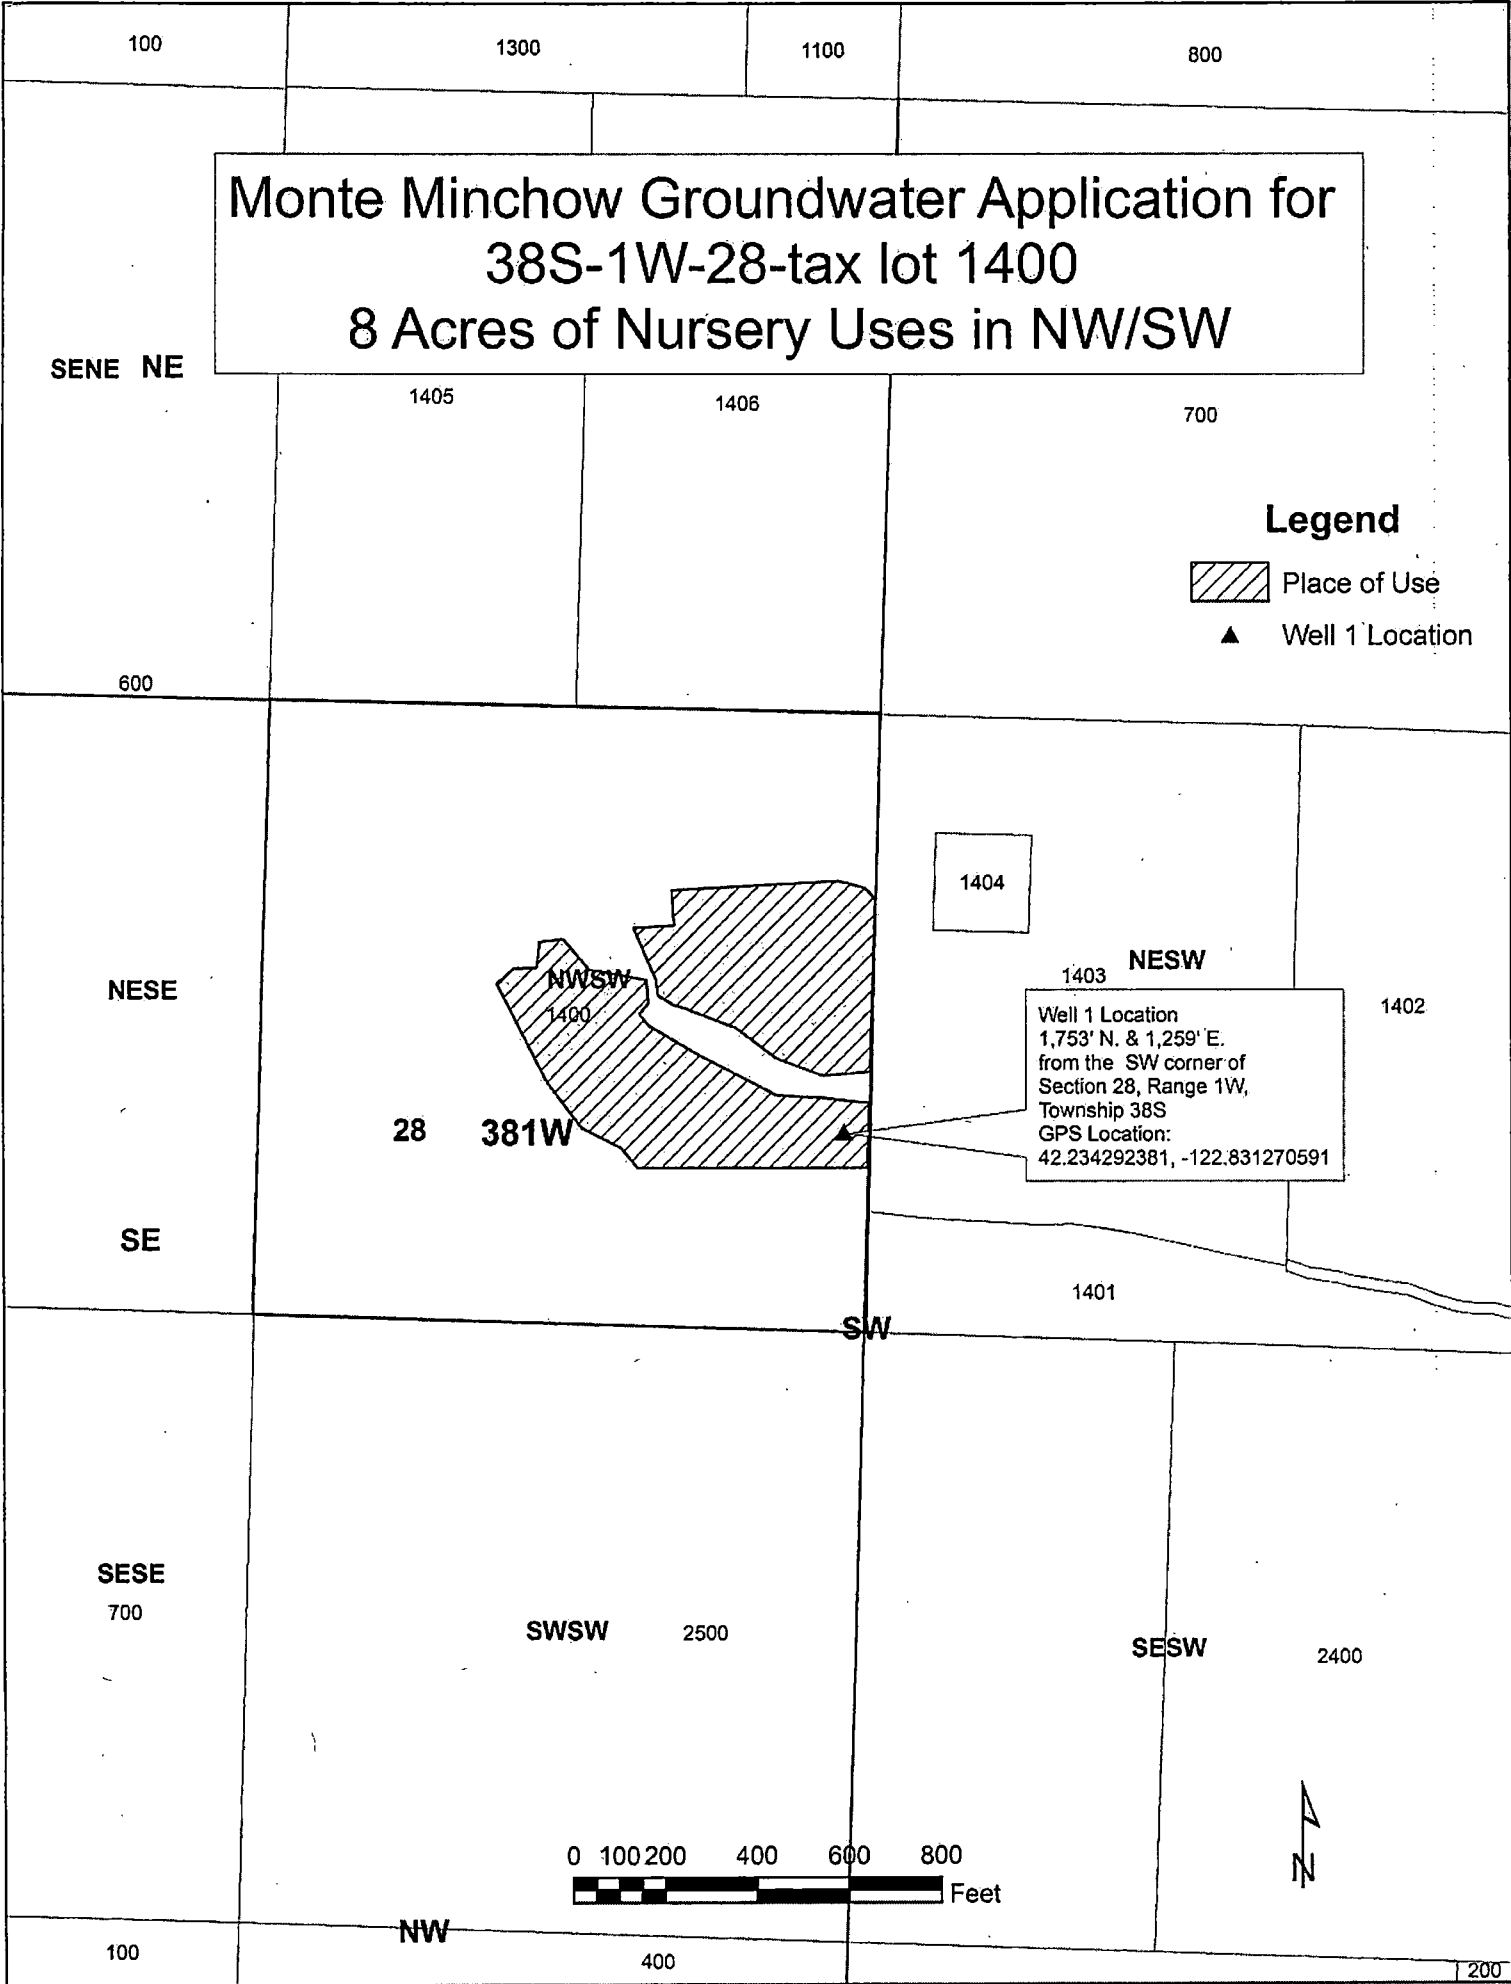 100
1300
1100
800
Monte Minchow Groundwater Application for
38S-1W-28-tax lot 1400
8 Acres of Nursery Uses in NW/SW
SENE NE
1405
1406
700
Legend
Place of Use
Well 1 Location
600
1404
NESE
NWSW
1400
1403
NESW
1402
Well 1 Location
1,753' N. & 1,259' E.
from the SW corner of
Section 28, Range 1W,
Township 38S
GPS Location:
42.234292381, -122.831270591
28 381W
SE
1401
SW
SESE
700
SWSW 2500
SESW 2400
0 100 200 400 600 800
Feet
N
NW
100
400
200